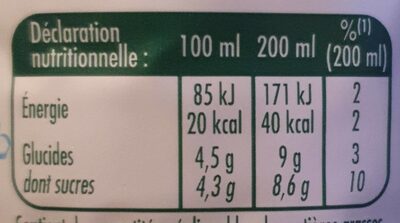 Déclaration nutritionnelle : 100 ml 200 ml %(1) (200 ml)
Énergie 85 kJ 171 kJ 2
20 kcal 40 kcal 2
Glucides 4,5 g 9 g 3
dont sucres 4,3 g 8,6 g 10